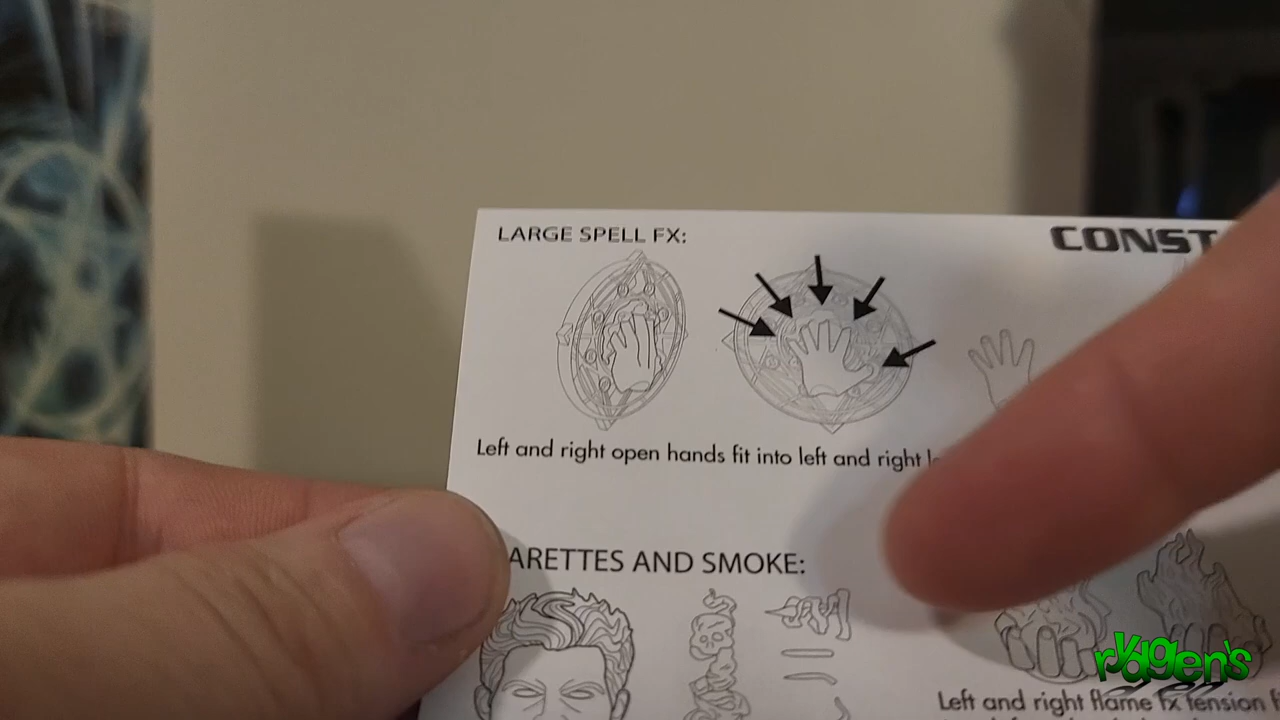 LARGE SPELL FX:
CONST
Left and right open hands fit into left and right
ARETTES AND SMOKE:
Left and right flame fx tension
rYagen's